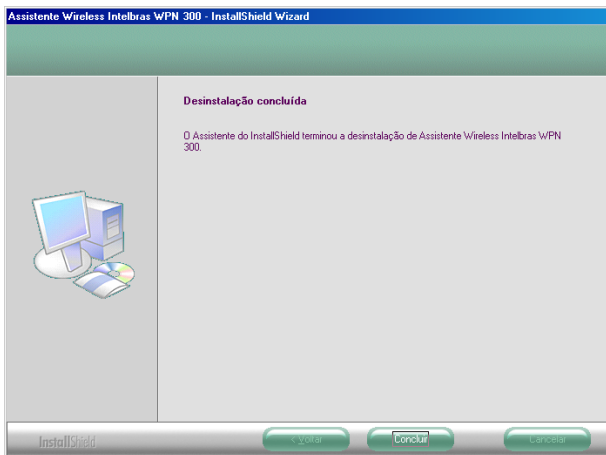 Assistente Wireless Intelbras WPN 300 - InstallShield Wizard
Desinstalação concluída
O Assistente do InstallShield terminou a desinstalação de Assistente Wireless Intelbras WPN
300.
InstallShield
< Voltar
Concluir
Cancelar